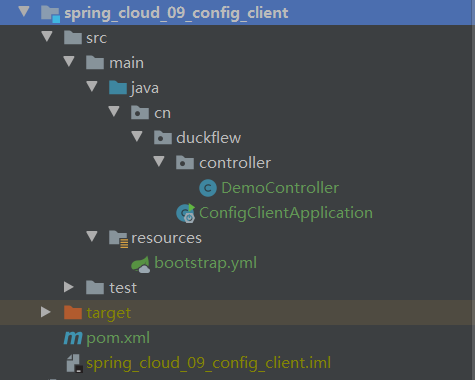 spring_cloud_09_config_client
src
main
java
cn
duckflew
controller
DemoController
ConfigClientApplication
resources
bootstrap.yml
test
target
pom.xml
spring_cloud_09_config_client.iml